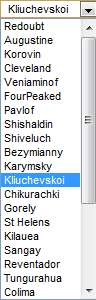 Kliuchevskoi
Redoubt
Augustine
Korovin
Cleveland
Veniaminof
FourPeaked
Pavlof
Shishaldin
Shiveluch
Bezymianny
Karymsky
Kliuchevskoi
Chikurachki
Gorely
St Helens
Kilauea
Sangay
Reventador
Tungurahua
Colima